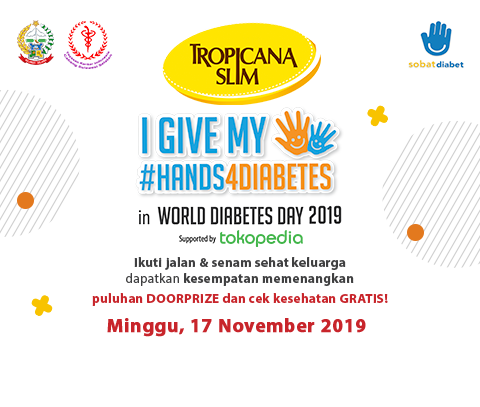 sobatdiabet
TROPICANA
SLIM
I GIVE MY
#HANDS4DIABETES
in WORLD DIABETES DAY 2019
Supported by tokopedia
Ikuti jalan & senam sehat keluarga
dapatkan kesempatan memenangkan
puluhan DOORPRIZE dan cek kesehatan GRATIS!
Minggu, 17 November 2019